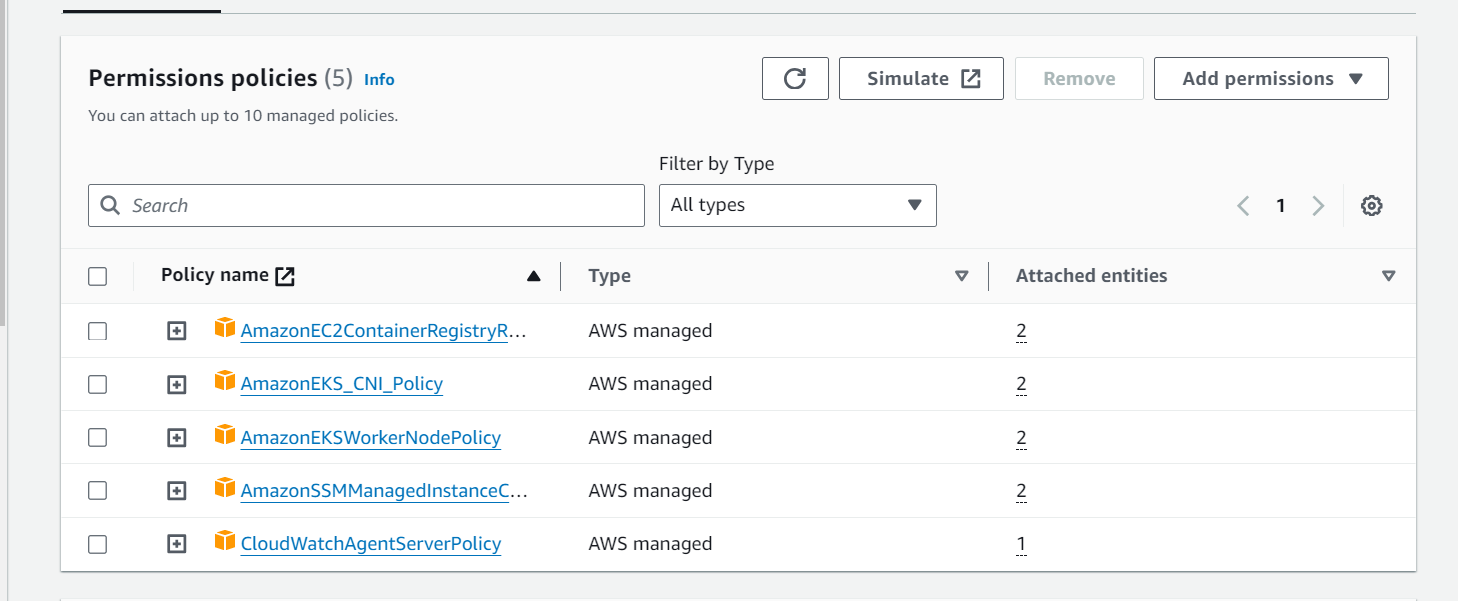 Permissions policies (5) Info
Simulate
Remove
Add permissions
You can attach up to 10 managed policies.
Filter by Type
Search
All types
1
Policy name Type Attached entities
AmazonEC2ContainerRegistryR... AWS managed 2
AmazonEKS_CNI_Policy AWS managed 2
AmazonEKSWorkerNodePolicy AWS managed 2
AmazonSSMManagedInstanceC... AWS managed 2
CloudWatchAgentServerPolicy AWS managed 1